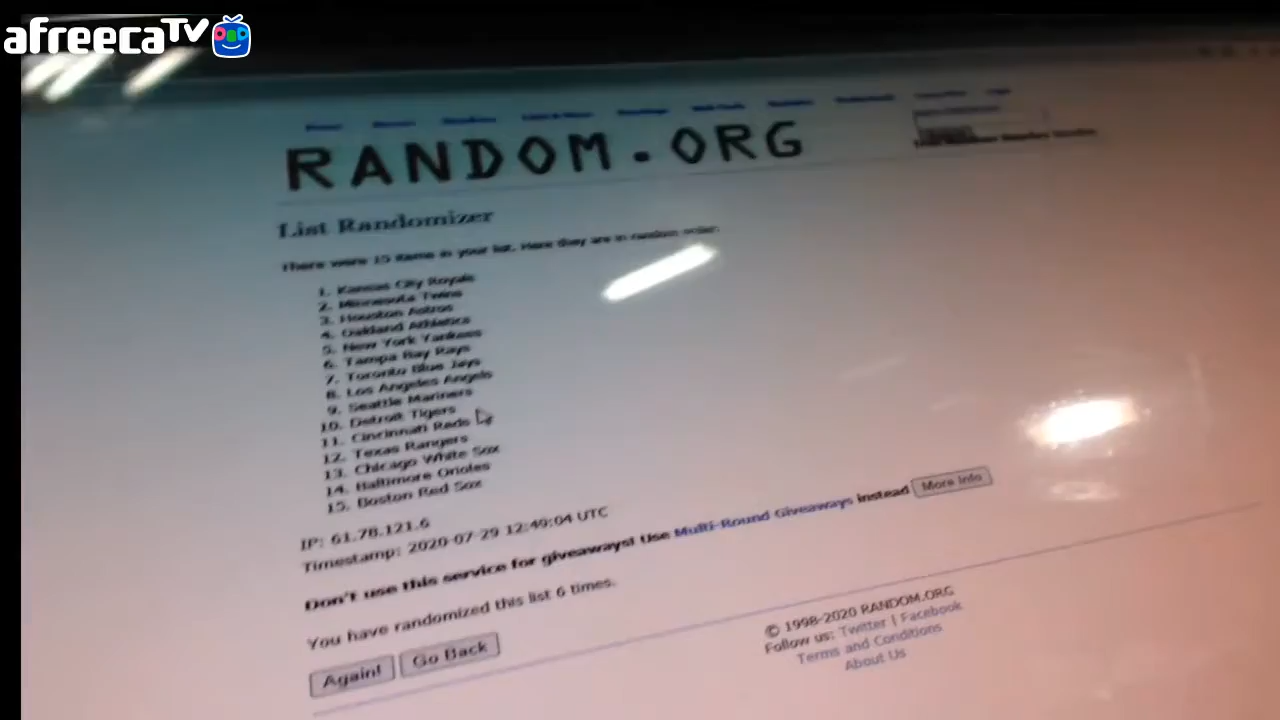 afreecaTV
RANDOM.ORG
List Randomizer
There were 15 items in your list. Here they are in random order:
1. Kansas City Royals
2. Minnesota Twins
3. Houston Astros
4. Oakland Athletics
5. New York Yankees
6. Tampa Bay Rays
7. Toronto Blue Jays
8. Los Angeles Angels
9. Seattle Mariners
10. Detroit Tigers
11. Cincinnati Reds
12. Texas Rangers
13. Chicago White Sox
14. Baltimore Orioles
15. Boston Red Sox
IP: 61.78.121.6
Timestamp: 2020-07-29 12:49:04 UTC
Don't use this service for giveaways! Use Multi-Round Giveaways instead More Info
You have randomized this list 6 times.
Again! Go Back
© 1998-2020 RANDOM.ORG
Follow us: Twitter | Facebook
Terms and Conditions
About Us